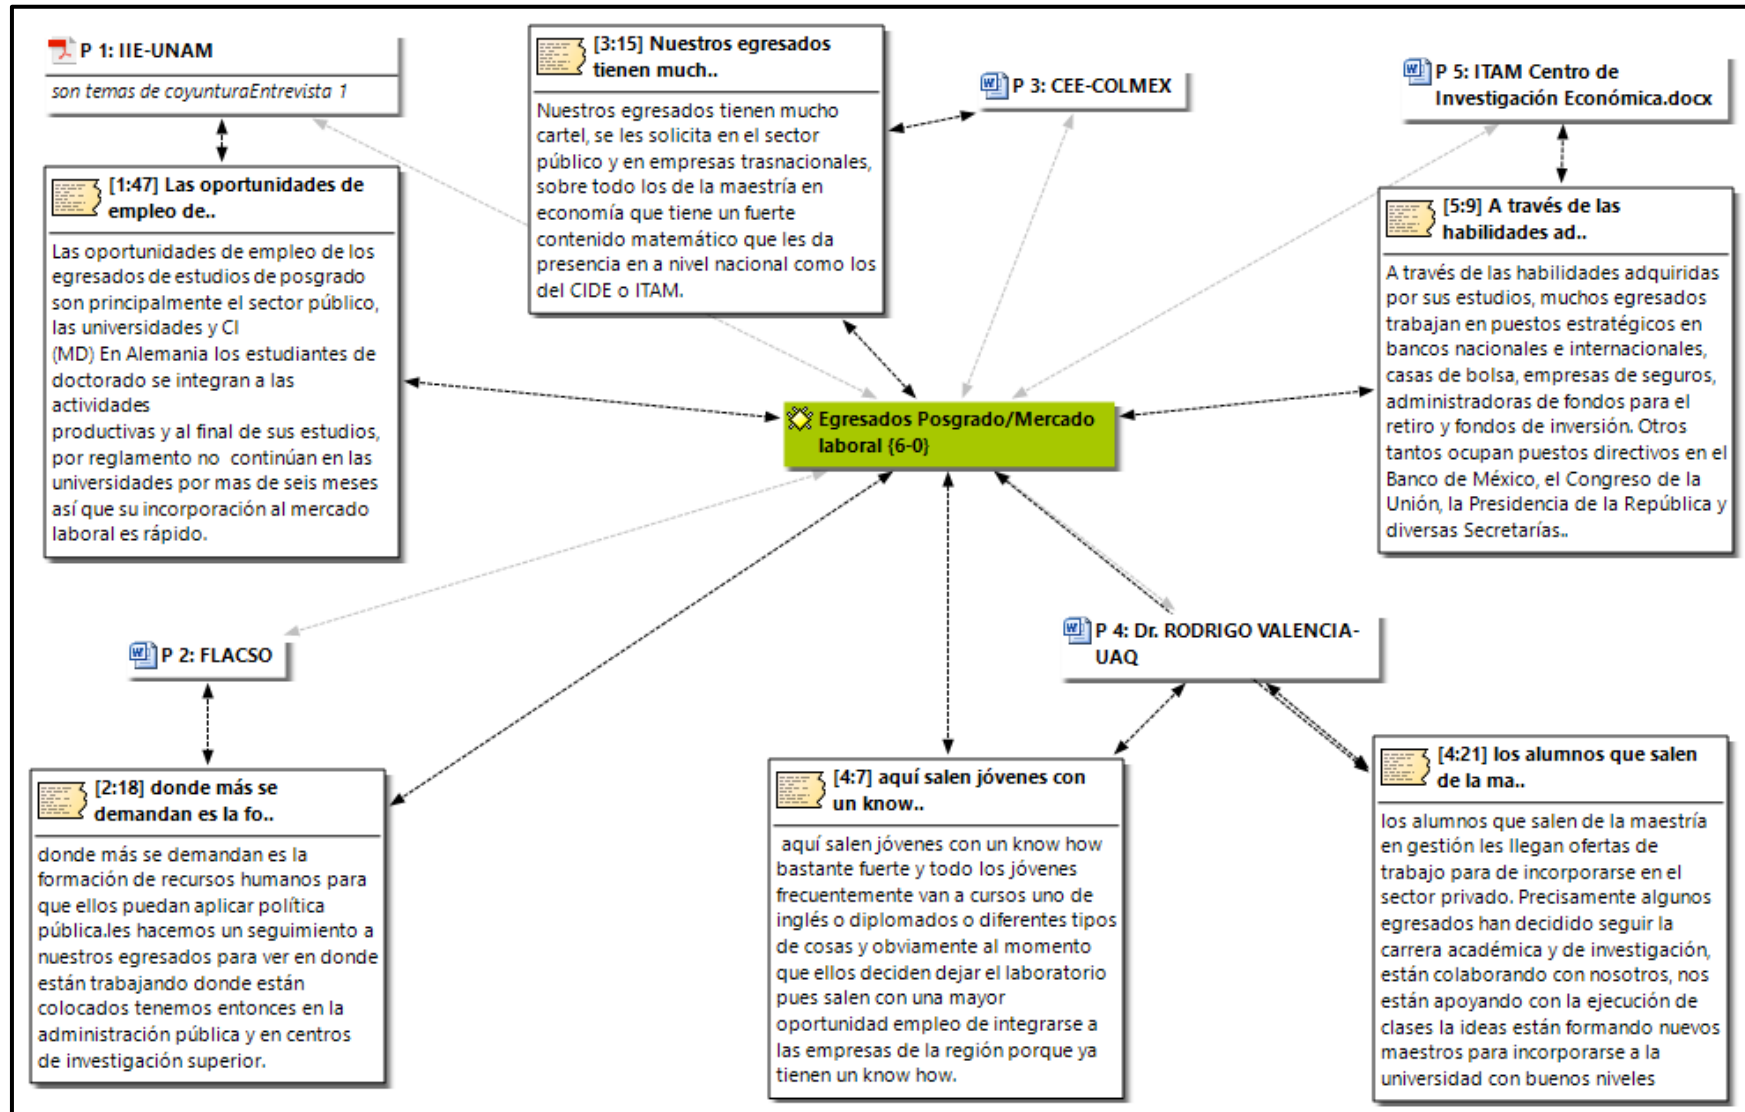 P 1: IIE-UNAM
son temas de coyunturaEntrevista 1
[1:47] Las oportunidades de
empleo de..
Las oportunidades de empleo de los
egresados de estudios de posgrado
son principalmente el sector público,
las universidades y CI
(MD) En Alemania los estudiantes de
doctorado se integran a las
actividades
productivas y al final de sus estudios,
por reglamento no continúan en las
universidades por mas de seis meses
así que su incorporación al mercado
laboral es rápido.
[3:15] Nuestros egresados
tienen much..
Nuestros egresados tienen mucho
cartel, se les solicita en el sector
público y en empresas trasnacionales,
sobre todo los de la maestría en
economía que tiene un fuerte
contenido matemático que les da
presencia en a nivel nacional como los
del CIDE o ITAM.
P 3: CEE-COLMEX
P 5: ITAM Centro de
Investigación Económica.docx
[5:9] A través de las
habilidades ad..
A través de las habilidades adquiridas
por sus estudios, muchos egresados
trabajan en puestos estratégicos en
bancos nacionales e internacionales,
casas de bolsa, empresas de seguros,
administradoras de fondos para el
retiro y fondos de inversión. Otros
tantos ocupan puestos directivos en el
Banco de México, el Congreso de la
Unión, la Presidencia de la República y
diversas Secretarías..
Egresados Posgrado/Mercado
laboral {6-0}
P 2: FLACSO
[2:18] donde más se
demandan es la fo..
donde más se demandan es la
formación de recursos humanos para
que ellos puedan aplicar política
pública.les hacemos un seguimiento a
nuestros egresados para ver en donde
están trabajando donde están
colocados tenemos entonces en la
administración pública y en centros
de investigación superior.
P 4: Dr. RODRIGO VALENCIA-
UAQ
[4:7] aquí salen jóvenes con
un know..
aquí salen jóvenes con un know how
bastante fuerte y todo los jóvenes
frecuentemente van a cursos uno de
inglés o diplomados o diferentes tipos
de cosas y obviamente al momento
que ellos deciden dejar el laboratorio
pues salen con una mayor
oportunidad empleo de integrarse a
las empresas de la región porque ya
tienen un know how.
[4:21] los alumnos que salen
de la ma..
los alumnos que salen de la maestría
en gestión les llegan ofertas de
trabajo para de incorporarse en el
sector privado. Precisamente algunos
egresados han decidido seguir la
carrera académica y de investigación,
están colaborando con nosotro, nos
están apoyando con la ejecución de
clases la ideas están formando nuevos
maestros para incorporarse a la
universidad con buenos niveles